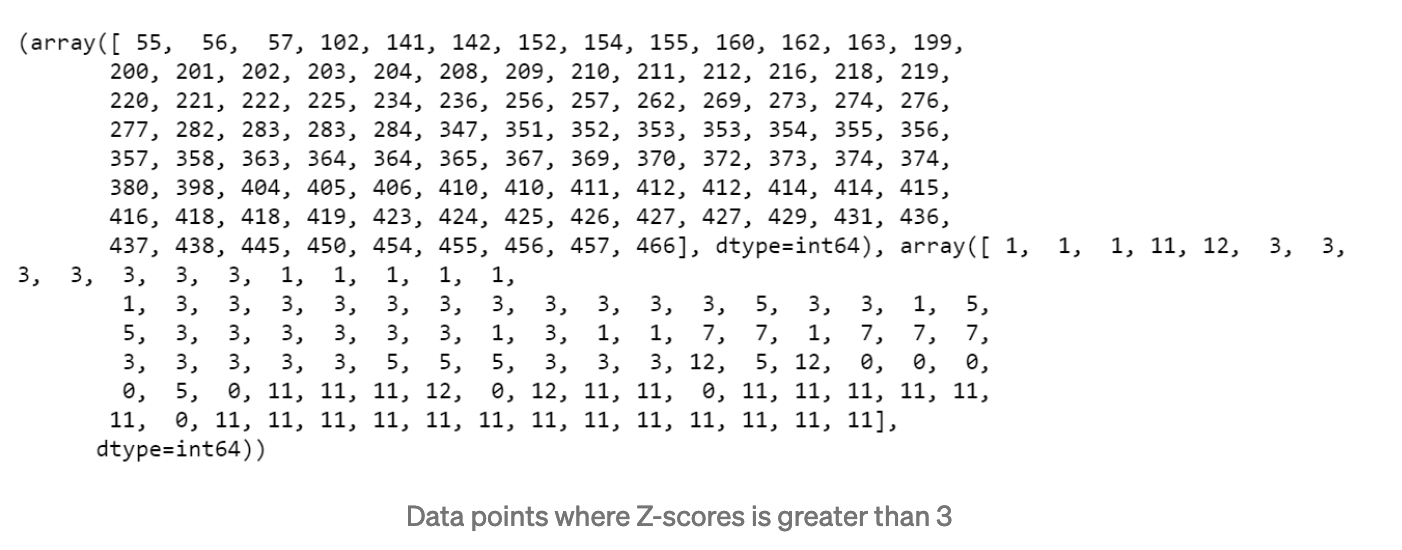 (array([ 55, 56, 57, 102, 141, 142, 152, 154, 155, 160, 162, 163, 199,
200, 201, 202, 203, 204, 208, 209, 210, 211, 212, 216, 218, 219,
220, 221, 222, 225, 234, 236, 256, 257, 262, 269, 273, 274, 276,
277, 282, 283, 283, 284, 347, 351, 352, 353, 353, 354, 355, 356,
357, 358, 363, 364, 364, 365, 367, 369, 370, 372, 373, 374, 374,
380, 398, 404, 405, 406, 410, 410, 411, 412, 412, 414, 414, 415,
416, 418, 418, 419, 423, 424, 425, 426, 427, 427, 429, 431, 436,
437, 438, 445, 450, 454, 455, 456, 457, 466], dtype=int64), array([ 1, 1, 1, 11, 12, 3, 3,
3, 3, 3, 3, 3, 1, 1, 1, 1, 1,
1, 3, 3, 3, 3, 3, 3, 3, 3, 3, 3, 5, 3, 3, 1, 5,
5, 3, 3, 3, 3, 3, 3, 1, 3, 1, 1, 7, 7, 1, 7, 7, 7,
3, 3, 3, 3, 3, 5, 5, 5, 3, 3, 3, 12, 5, 12, 0, 0, 0,
0, 5, 0, 11, 11, 11, 12, 0, 12, 11, 11, 0, 11, 11, 11, 11, 11,
11, 0, 11, 11, 11, 11, 11, 11, 11, 11, 11, 11, 11, 11, 11],
dtype=int64))
Data points where Z-scores is greater than 3